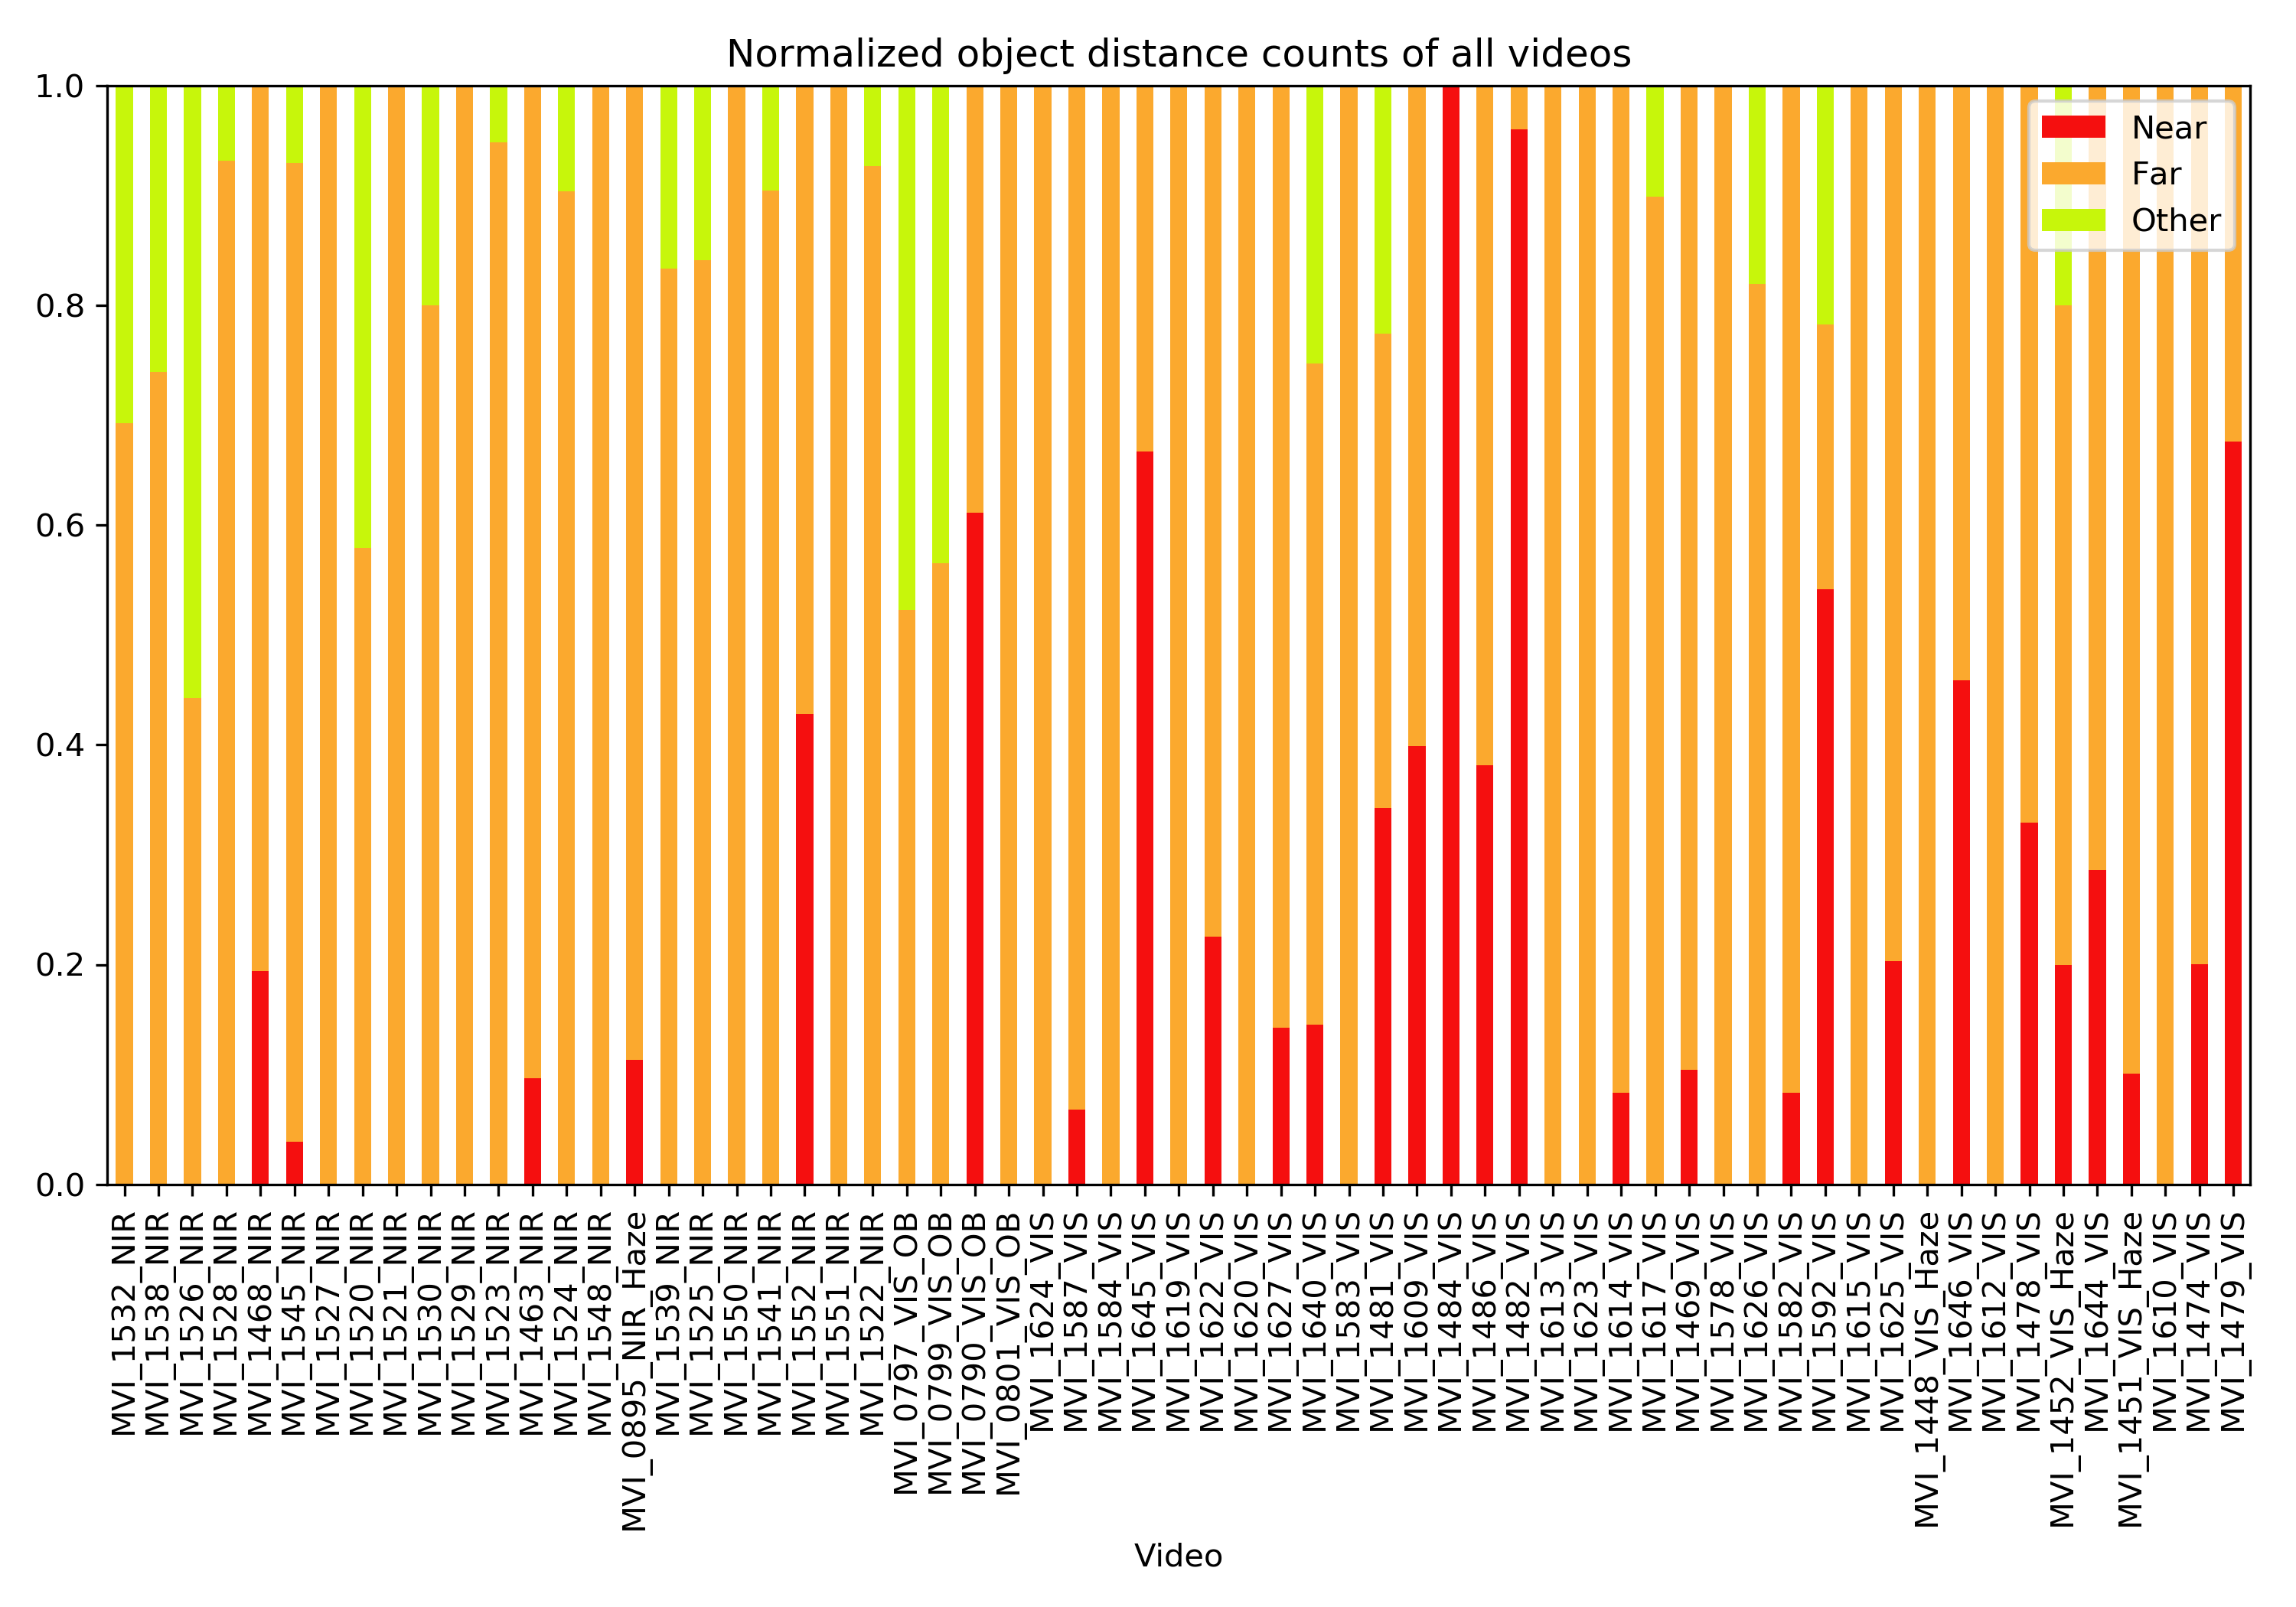 Normalized object distance counts of all videos
1.0
0.8
0.6
0.4
0.2
0.0
Near
Far
Other
MVI_1532_NIR
MVI_1538_NIR
MVI_1526_NIR
MVI_1528_NIR
MVI_1468_NIR
MVI_1545_NIR
MVI_1527_NIR
MVI_1520_NIR
MVI_1521_NIR
MVI_1530_NIR
MVI_1529_NIR
MVI_1523_NIR
MVI_1463_NIR
MVI_1524_NIR
MVI_1548_NIR
MVI_0895_NIR_Haze
MVI_1539_NIR
MVI_1525_NIR
MVI_1550_NIR
MVI_1541_NIR
MVI_1552_NIR
MVI_1551_NIR
MVI_1522_NIR
MVI_0797_VIS_OB
MVI_0799_VIS_OB
MVI_0790_VIS_OB
MVI_0801_VIS_OB
MVI_1624_VIS
MVI_1587_VIS
MVI_1584_VIS
MVI_1645_VIS
MVI_1619_VIS
MVI_1622_VIS
MVI_1620_VIS
MVI_1627_VIS
MVI_1640_VIS
MVI_1583_VIS
MVI_1481_VIS
MVI_1609_VIS
MVI_1484_VIS
MVI_1486_VIS
MVI_1482_VIS
MVI_1613_VIS
MVI_1623_VIS
MVI_1614_VIS
MVI_1617_VIS
MVI_1469_VIS
MVI_1578_VIS
MVI_1626_VIS
MVI_1582_VIS
MVI_1592_VIS
MVI_1615_VIS
MVI_1625_VIS
MVI_1448_VIS_Haze
MVI_1646_VIS
MVI_1612_VIS
MVI_1478_VIS
MVI_1452_VIS_Haze
MVI_1644_VIS
MVI_1451_VIS_Haze
MVI_1610_VIS
MVI_1474_VIS
MVI_1479_VIS
Video